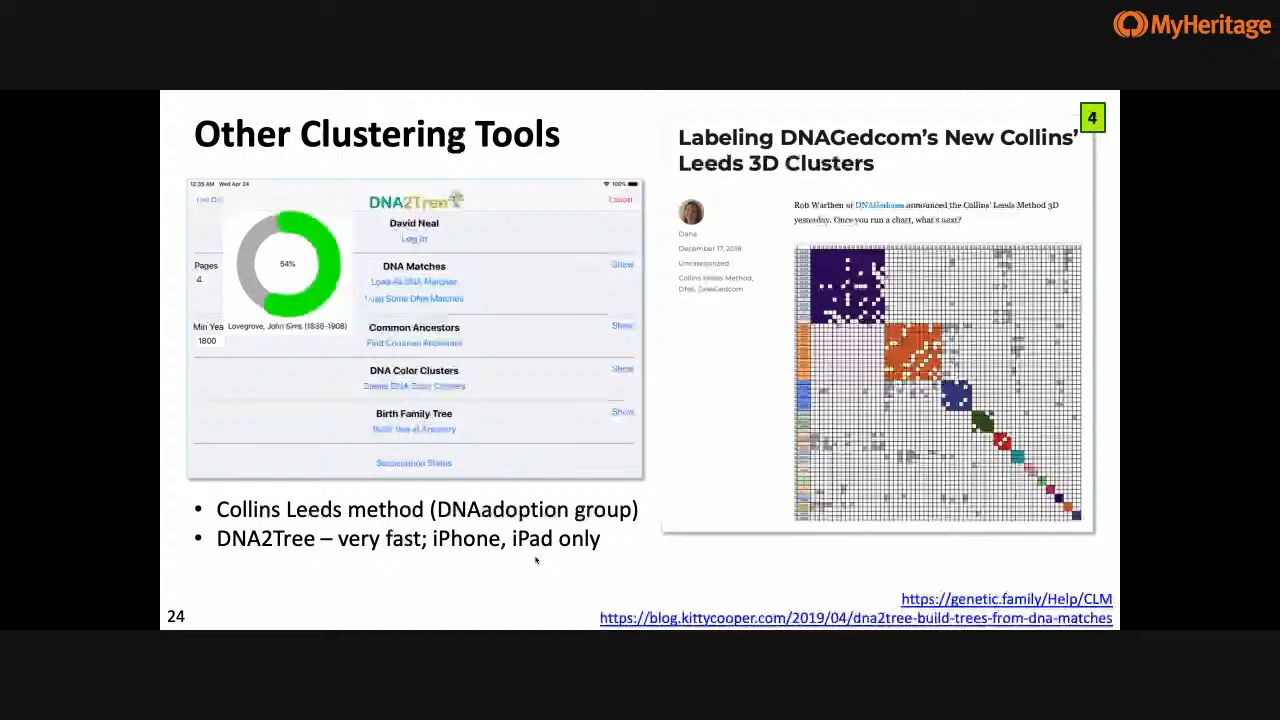 MyHeritage
Other Clustering Tools
4
Labeling DNAGedcom's New Collins'
Leeds 3D Clusters
12:35 AM Wed Apr 24
100%
DNA2Tree
Cancel
David Neal
Log In
54%
Pages
4
DNA Matches
Show
Load All DNA Matches
Load Some DNA Matches
Min Yea
Lovegrove, John Sims (1838-1908)
1800
Common Ancestors
Show
Find Common Ancestors
DNA Color Clusters
Show
Create DNA Color Clusters
Birth Family Tree
Show
Build Tree at Ancestry
Subscription Status
Rob Warthen of DNAGedcom announced the Collins' Leeds Method 3D
yesterday. Once you run a chart, what's next?
Dana
December 17, 2018
Uncategorized
Collins Leeds Method,
DNA, DNAGedcom
• Collins Leeds method (DNAadoption group)
• DNA2Tree – very fast; iPhone, iPad only
https://genetic.family/Help/CLM
https://blog.kittycooper.com/2019/04/dna2tree-build-trees-from-dna-matches
24